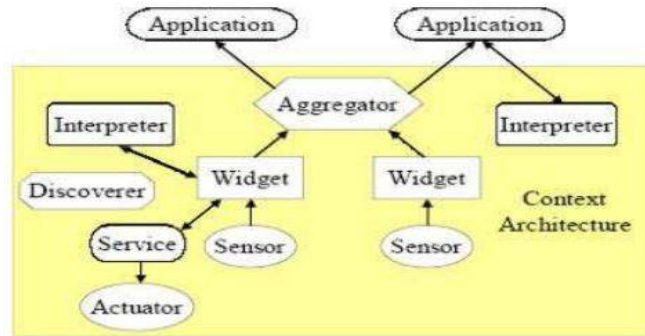 Application
Application
Aggregator
Interpreter
Interpreter
Widget
Widget
Discoverer
Context
Architecture
Service
Sensor
Sensor
Actuator